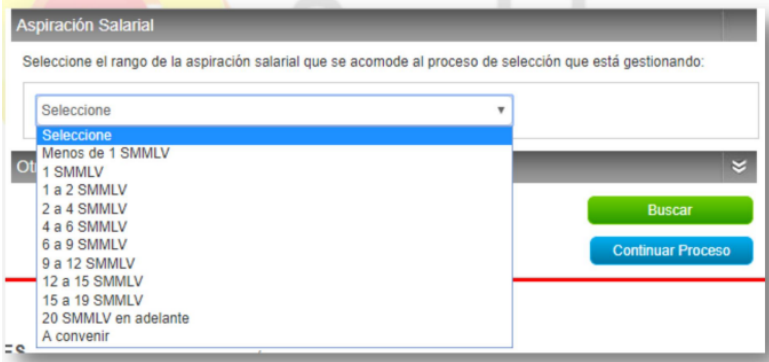 Aspiración Salarial
Seleccione el rango de la aspiración salarial que se acomode al proceso de selección que está gestionando:
Seleccione
Seleccione
Menos de 1 SMMLV
1 SMMLV
1 a 2 SMMLV
2 a 4 SMMLV
4 a 6 SMMLV
6 a 9 SMMLV
9 a 12 SMMLV
12 a 15 SMMLV
15 a 19 SMMLV
20 SMMLV en adelante
A convenir
Buscar
Continuar Proceso